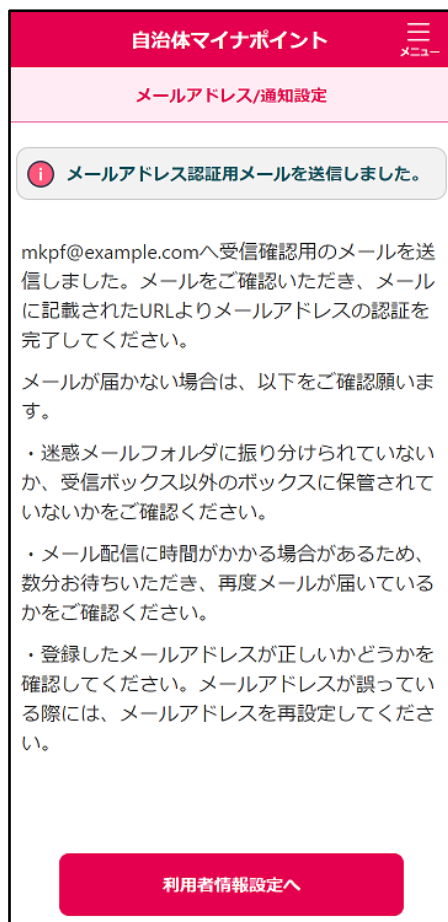 自治体マイナポイント
メニュー
メールアドレス/通知設定
メールアドレス認証用メールを送信しました。
mkpf@example.comへ受信確認用のメールを送
信しました。メールをご確認いただき、メール
に記載されたURLよりメールアドレスの認証を
完了してください。
メールが届かない場合は、以下をご確認願いま
す。
・迷惑メールフォルダに振り分けられていない
か、受信ボックス以外のボックスに保管されて
いないかをご確認ください。
・メール配信に時間がかかる場合があるため、
数分お待ちいただき、再度メールが届いている
かをご確認ください。
・登録したメールアドレスが正しいかどうかを
確認してください。メールアドレスが誤ってい
る際には、メールアドレスを再設定してくださ
い。
利用者情報設定へ